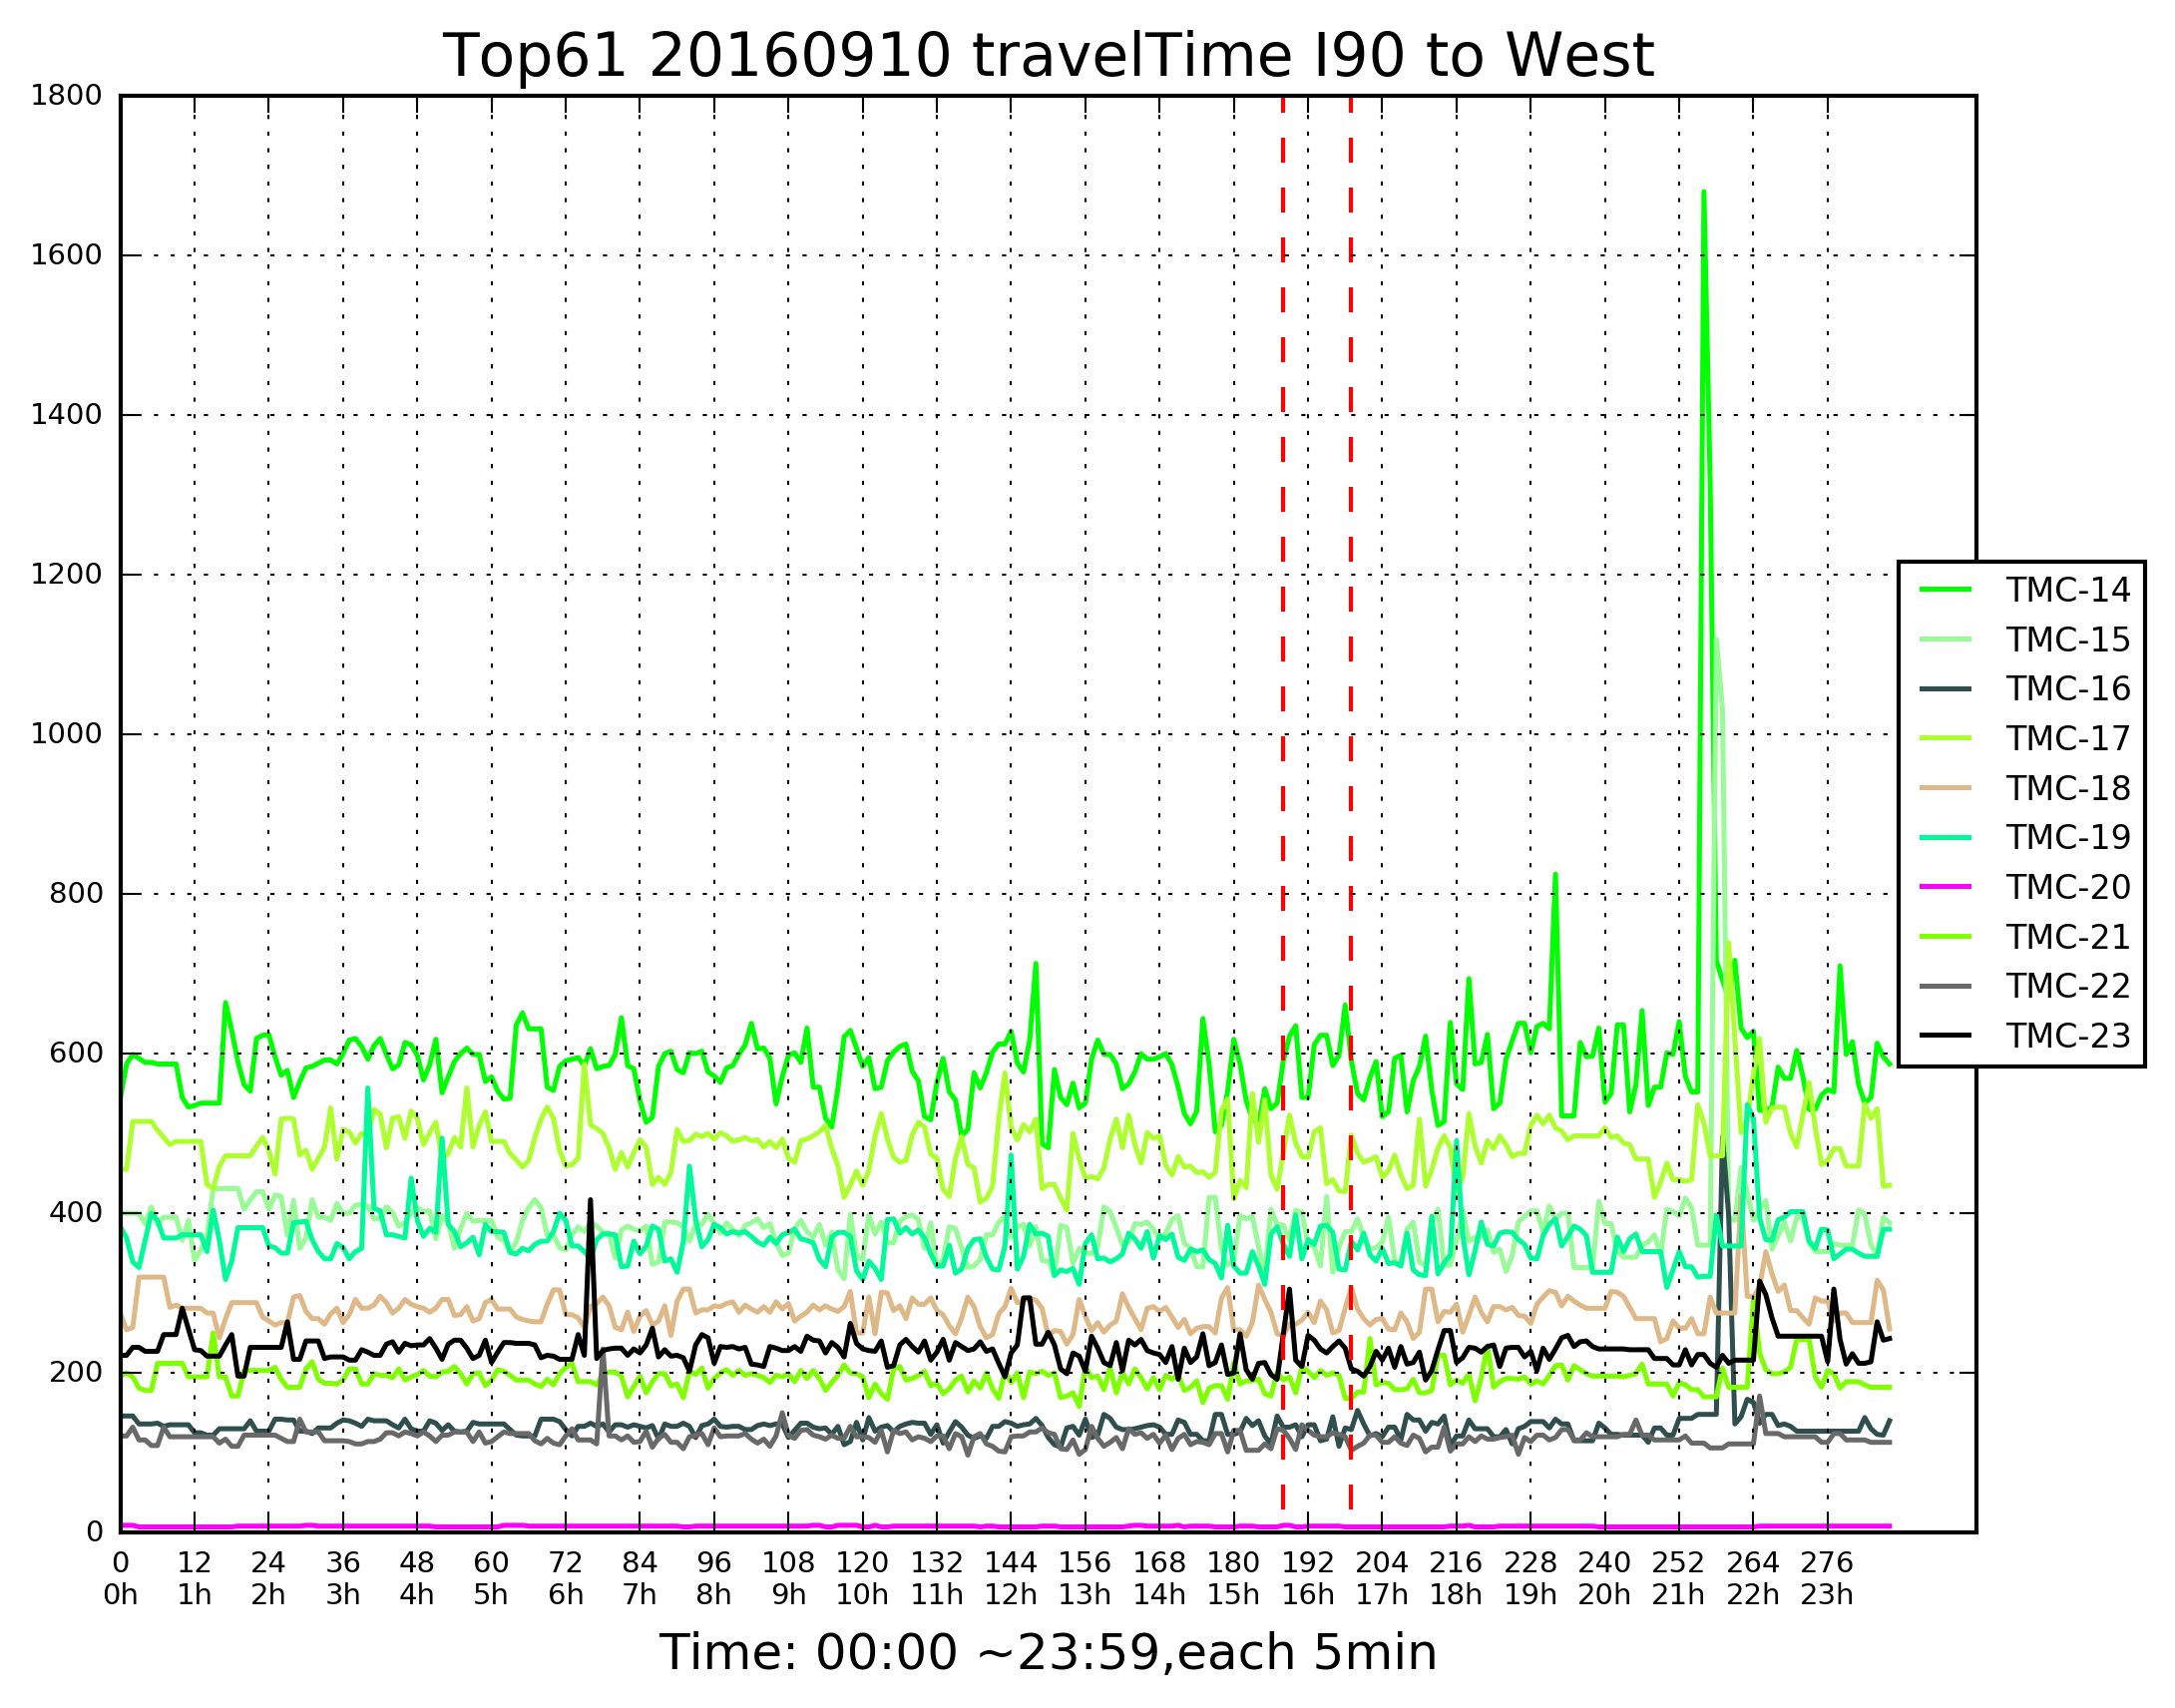 Top61 20160910 travelTime I90 to West
1800
1600
1400
1200
1000
800
600
400
200
0
TMC-14
TMC-15
TMC-16
TMC-17
TMC-18
TMC-19
TMC-20
TMC-21
TMC-22
TMC-23
0 12 24 36 48 60 72 84 96 108 120 132 144 156 168 180 192 204 216 228 240 252 264 276
0h 1h 2h 3h 4h 5h 6h 7h 8h 9h 10h 11h 12h 13h 14h 15h 16h 17h 18h 19h 20h 21h 22h 23h
Time: 00:00 ~23:59,each 5min